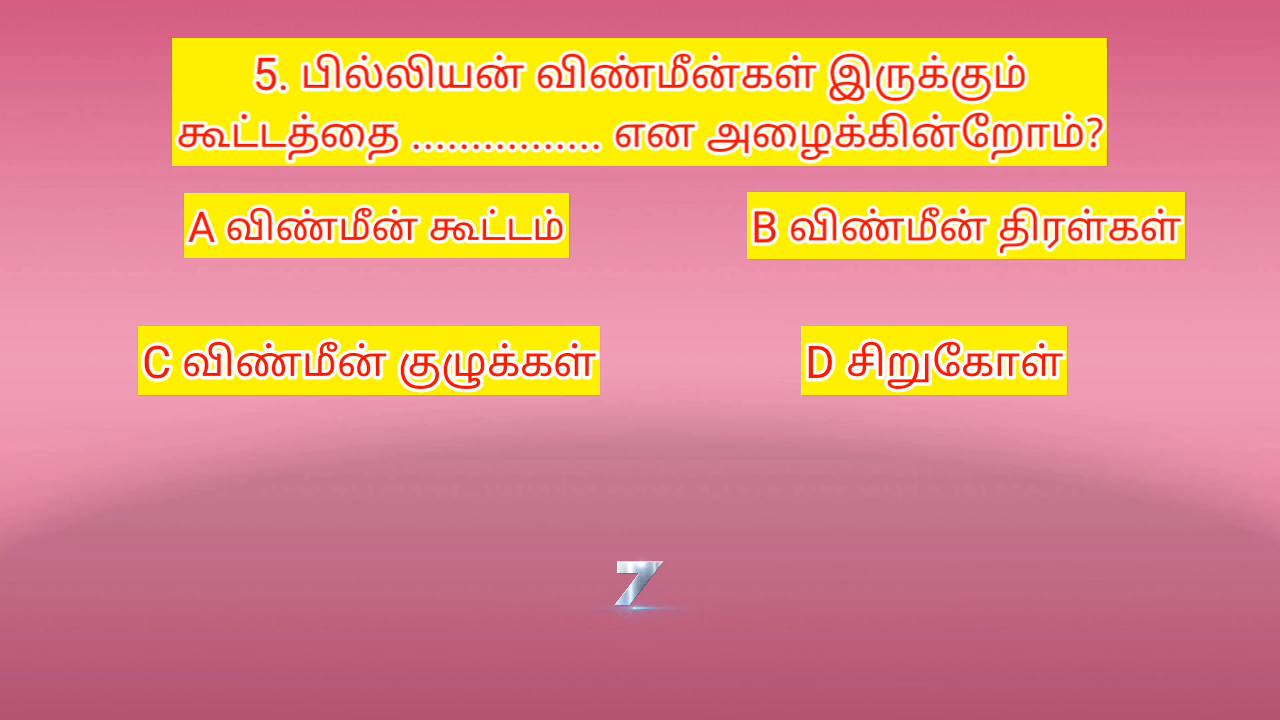 5. பில்லியன் விண்மீன்கள் இருக்கும்
கூட்டத்தை ................ என அழைக்கின்றோம்?
A விண்மீன் கூட்டம்
B விண்மீன் திரள்கள்
C விண்மீன் குழுக்கள்
D சிறுகோள்
7